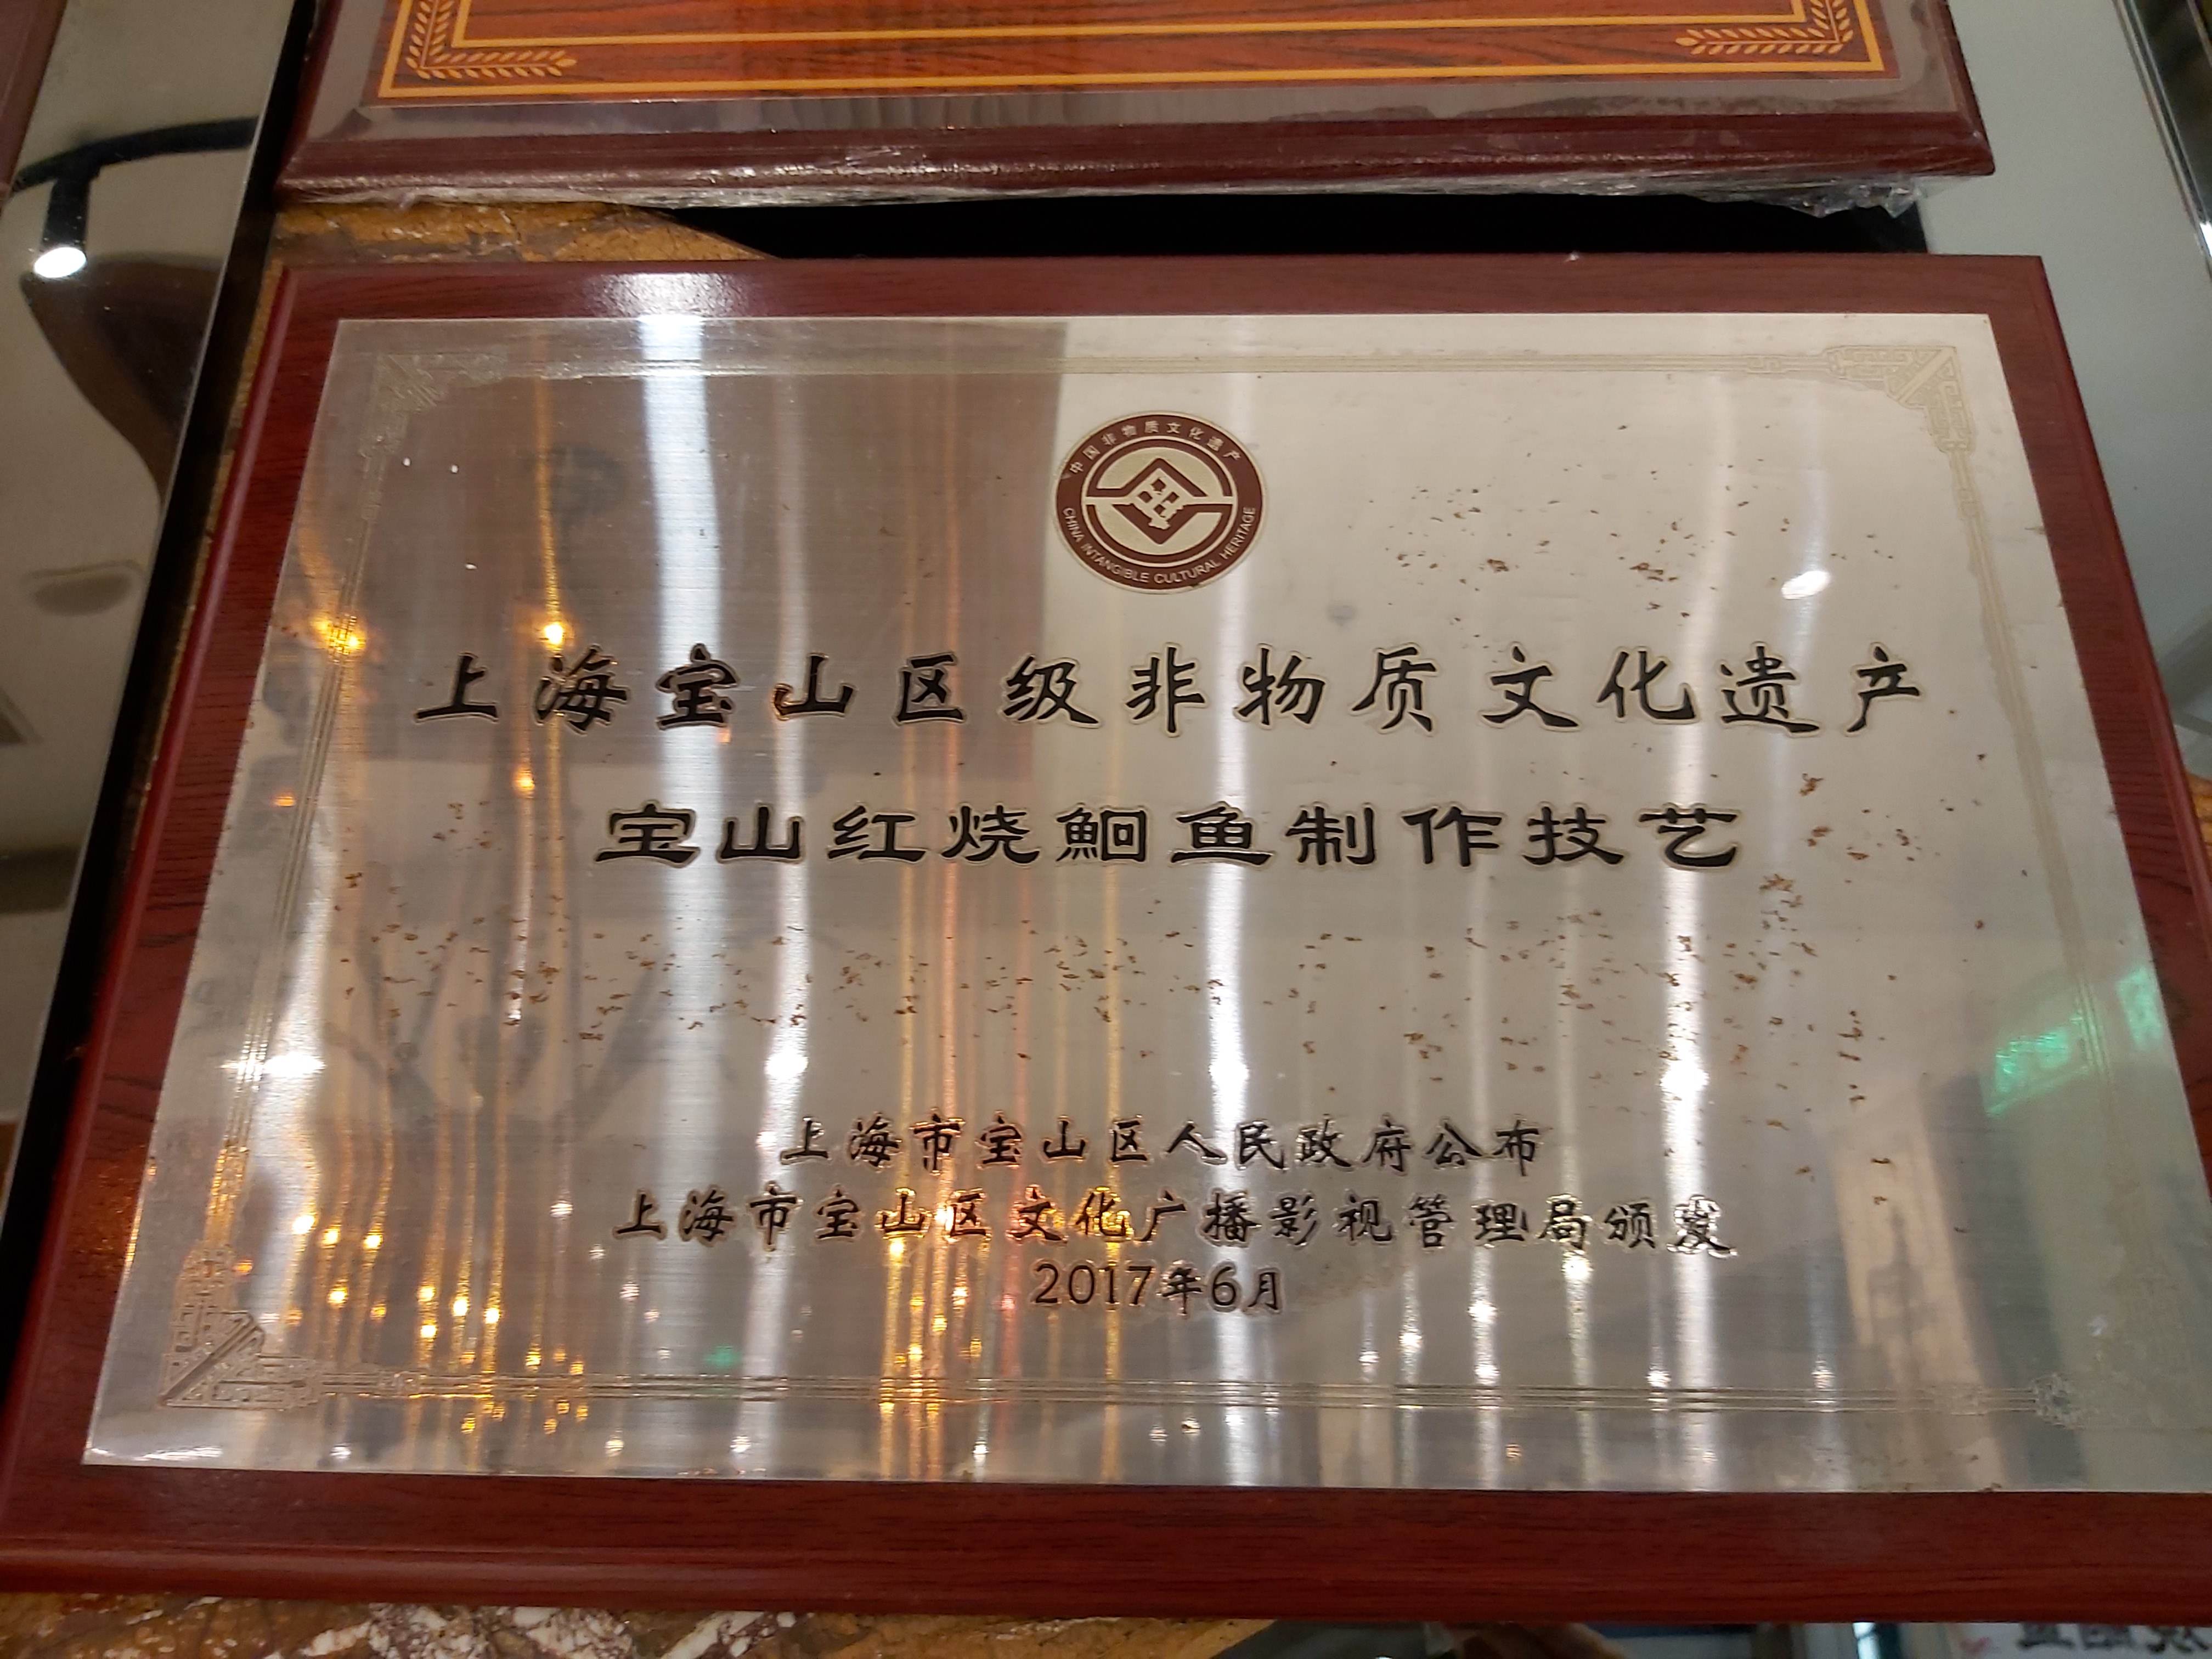 中国非物质文化遗产
CHINA INTANGIBLE CULTURAL HERITAGE
上海宝山区级非物质文化遗产
宝山红烧鮰鱼制作技艺
上海市宝山区人民政府公布
上海市宝山区文化广播影视管理局颁发
2017年6月